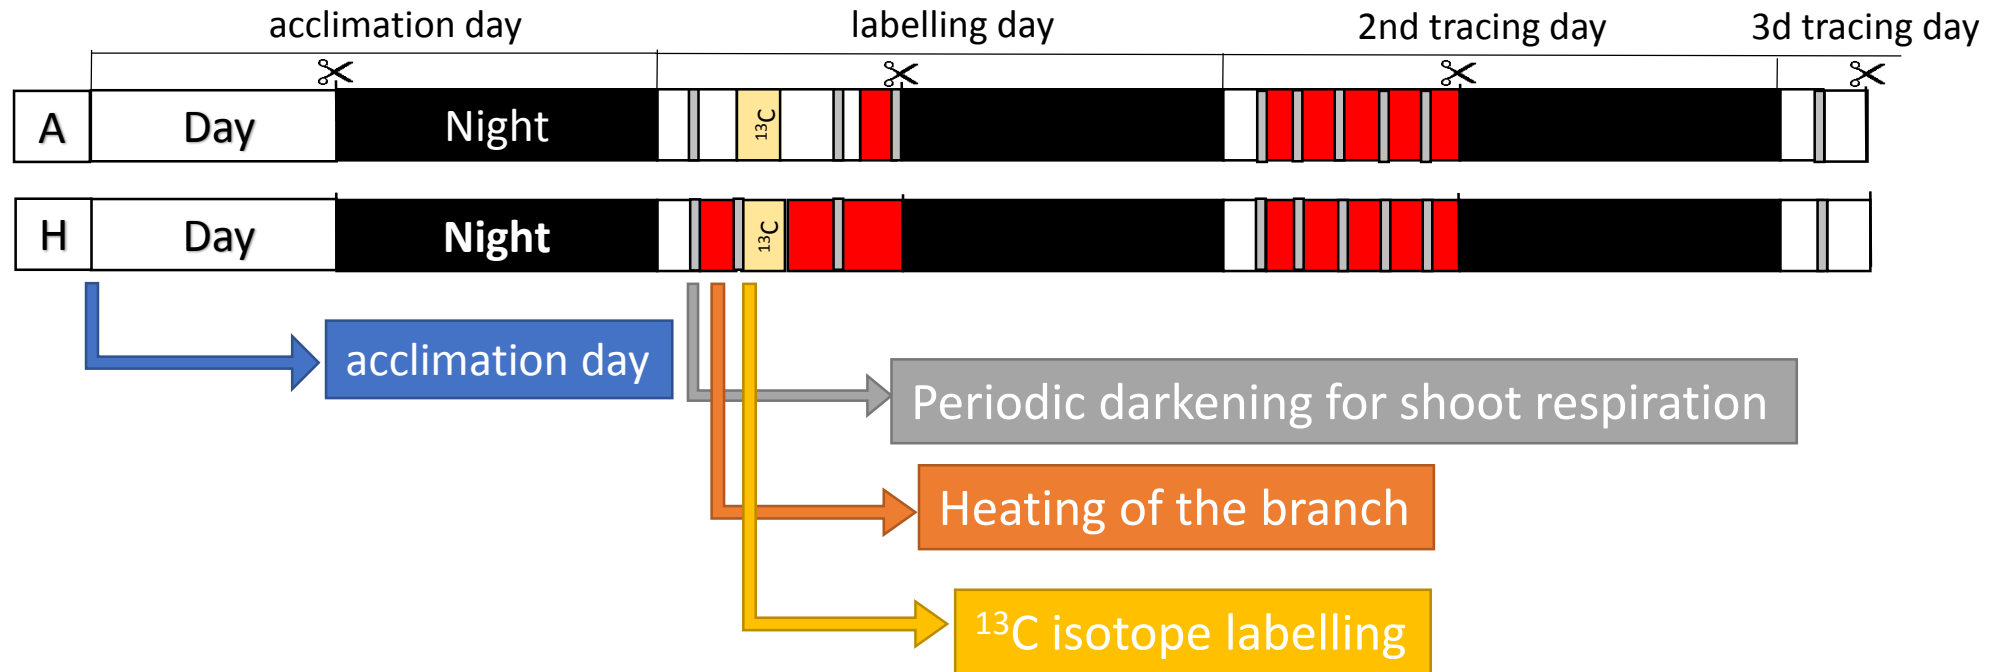 acclimation day labelling day 2nd tracing day 3d tracing day
A Day Night ¹³C
H Day Night ¹³C
acclimation day
Periodic darkening for shoot respiration
Heating of the branch
¹³C isotope labelling